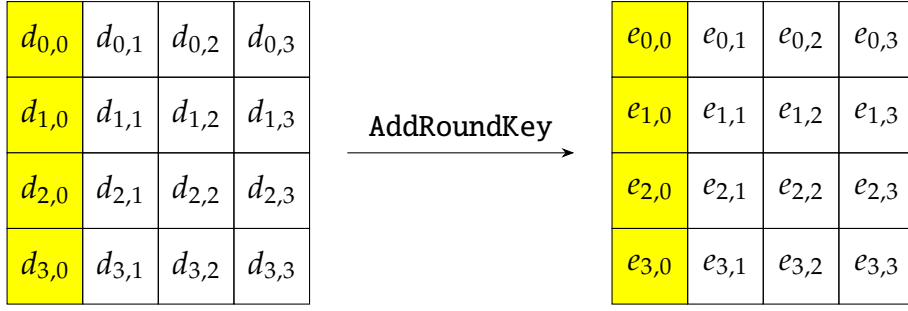 d0,0 d0,1 d0,2 d0,3 e0,0 e0,1 e0,2 e0,3
d1,0 d1,1 d1,2 d1,3 e1,0 e1,1 e1,2 e1,3
AddRoundKey
d2,0 d2,1 d2,2 d2,3 e2,0 e2,1 e2,2 e2,3
d3,0 d3,1 d3,2 d3,3 e3,0 e3,1 e3,2 e3,3